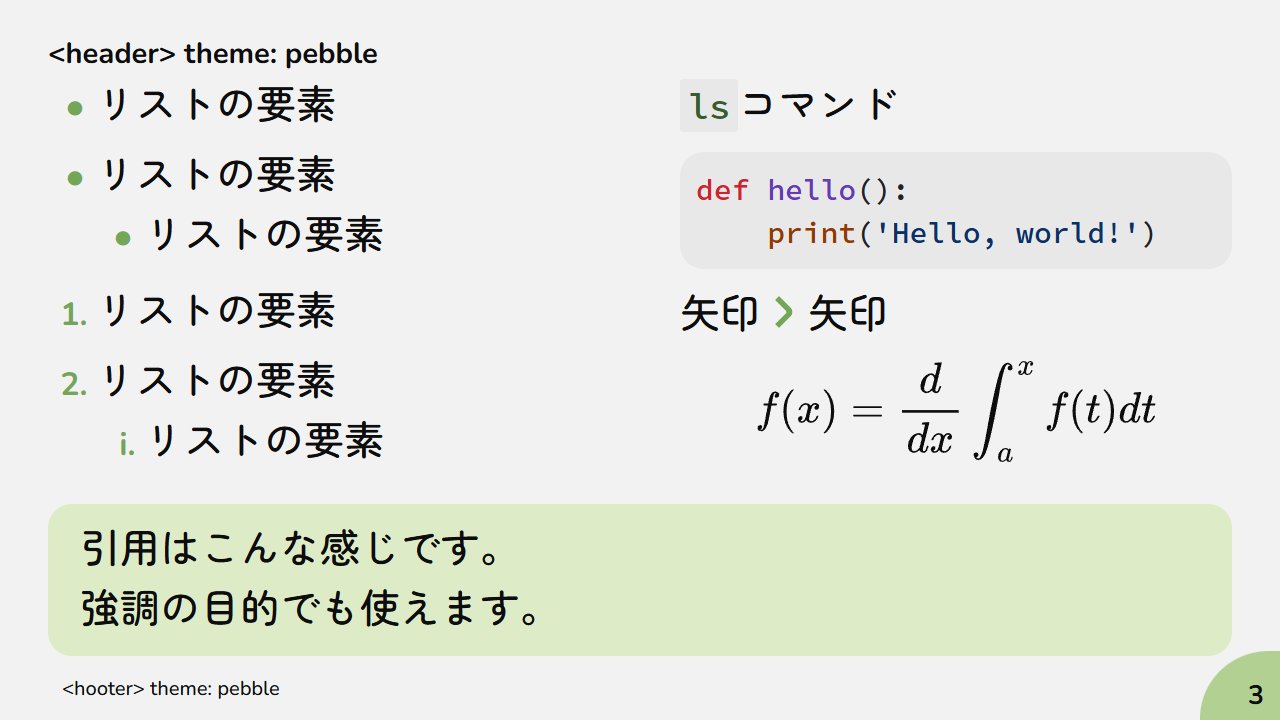 <header> theme: pebble
• リストの要素
• リストの要素
• リストの要素
1. リストの要素
2. リストの要素
i. リストの要素
lsコマンド
def hello():
    print('Hello, world!')
矢印 > 矢印
f(x) = d/dx ∫_a^x f(t)dt
引用はこんな感じです。
強調の目的でも使えます。
<hooter> theme: pebble
3